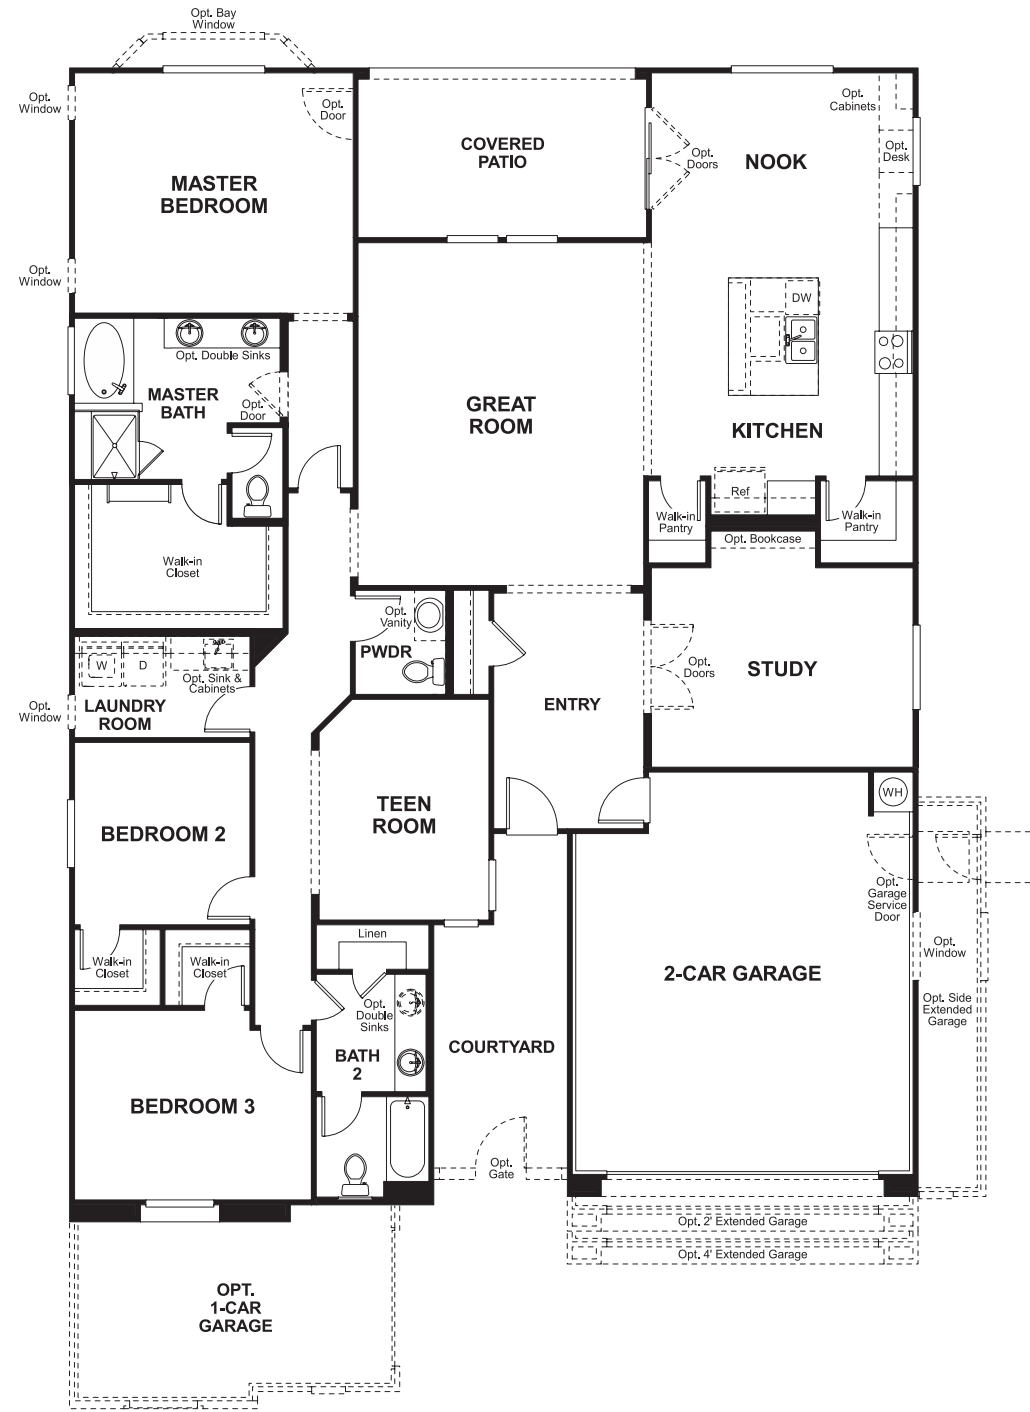 Opt. Bay
Window
Opt.
Window
Opt.
Door
COVERED
PATIO
Opt.
Doors
NOOK
Opt.
Cabinets
Opt.
Desk
MASTER
BEDROOM
Opt.
Window
DW
Opt. Double Sinks
MASTER
BATH
Opt.
Door
GREAT
ROOM
KITCHEN
Ref
Walk-in
Pantry
Walk-in
Pantry
Opt. Bookcase
Walk-in
Closet
Opt.
Vanity
PWDR
W
D
Opt. Sink &
Cabinets
Opt.
Window
LAUNDRY
ROOM
ENTRY
Opt.
Doors
STUDY
WH
BEDROOM 2
TEEN
ROOM
Opt.
Garage
Service
Door
Linen
Walk-in
Closet
Walk-in
Closet
Opt.
Double
Sinks
BATH
2
COURTYARD
2-CAR GARAGE
Opt.
Window
Opt. Side
Extended
Garage
BEDROOM 3
Opt.
Gate
Opt. 2' Extended Garage
Opt. 4' Extended Garage
OPT.
1-CAR
GARAGE